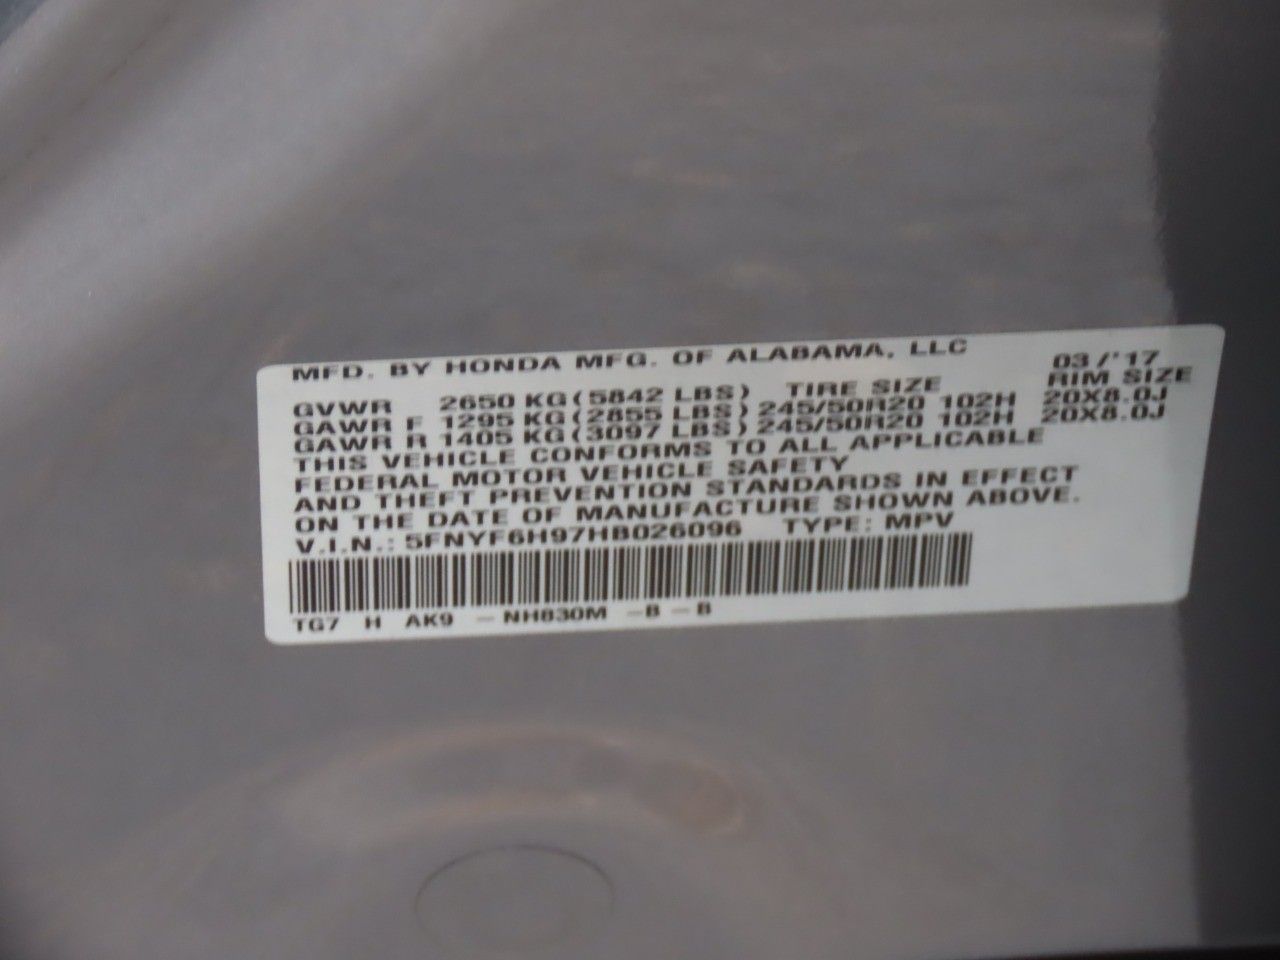 MFD. BY HONDA MFG. OF ALABAMA, LLC 03/'17
GVWR 2650 KG (5842 LBS) TIRE SIZE RIM SIZE
GAWR F 1295 KG (2855 LBS) 245/50R20 102H 20X8.0J
GAWR R 1405 KG (3097 LBS) 245/50R20 102H 20X8.0J
THIS VEHICLE CONFORMS TO ALL APPLICABLE
FEDERAL MOTOR VEHICLE SAFETY
AND THEFT PREVENTION STANDARDS IN EFFECT
ON THE DATE OF MANUFACTURE SHOWN ABOVE.
V.I.N.: 5FNYF6H97HB026096 TYPE: MPV
TG7 H AK9 - NH830M -B - B